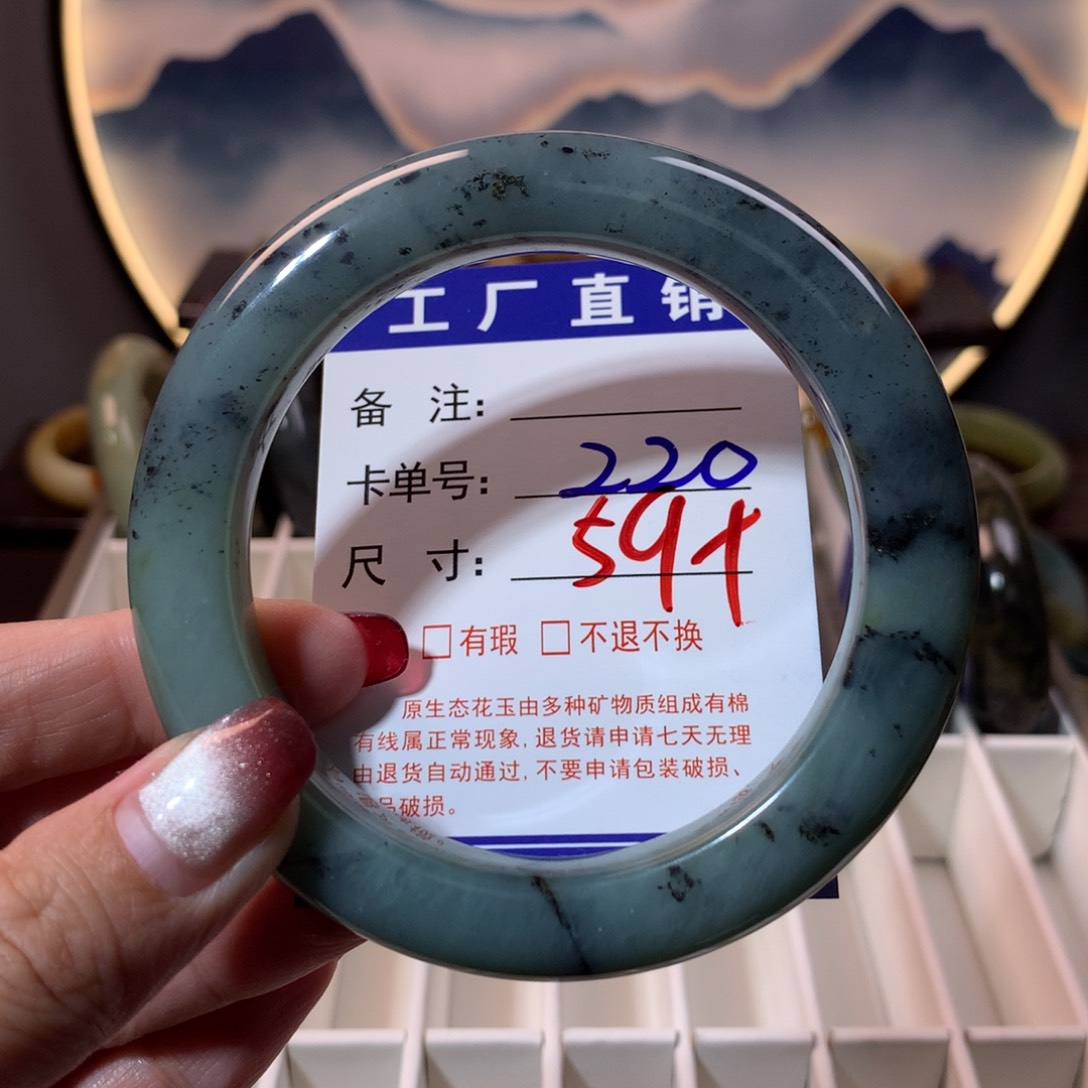 工厂直销
备 注:
卡单号: 220
尺 寸: 59+
□有瑕 □不退不换
原生态花玉由多种矿物质组成有棉
有线属正常现象,退货请申请七天无理
由退货自动通过,不要申请包装破损、
品破损。